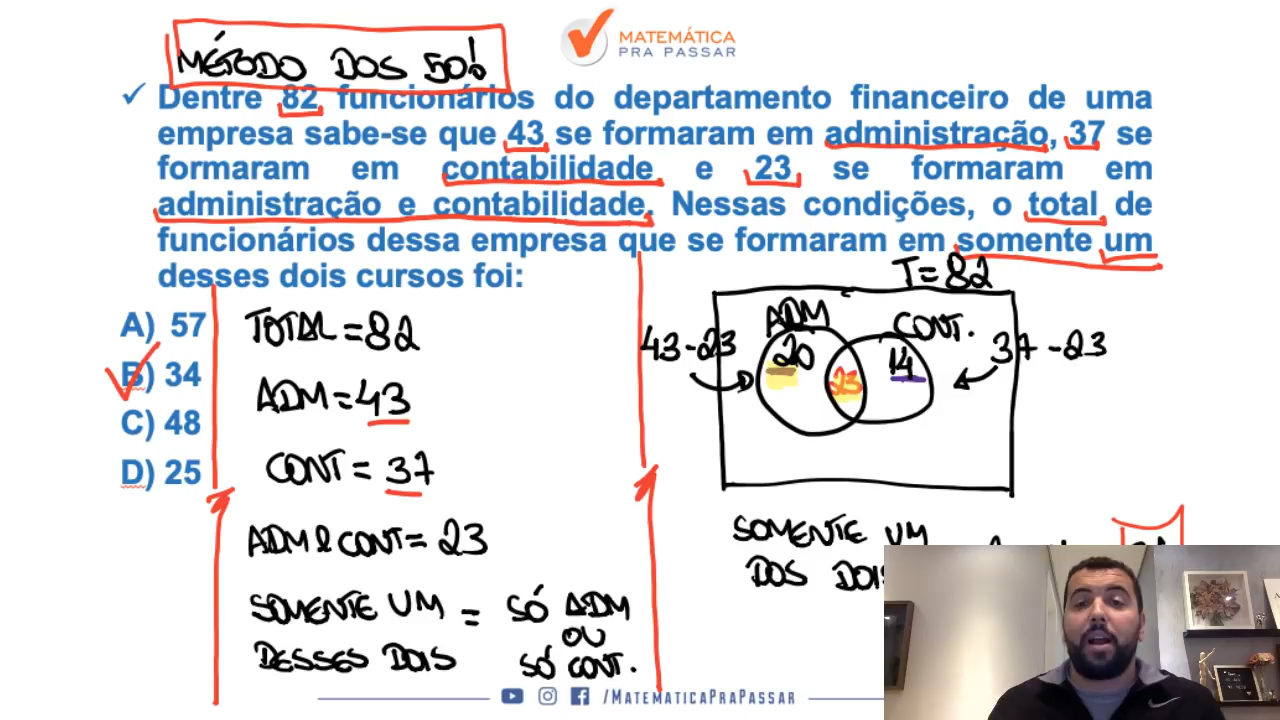 MÉTODO DOS 50!
MATEMÁTICA
PRA PASSAR
✓ Dentre 82 funcionários do departamento financeiro de uma
empresa sabe-se que 43 se formaram em administração, 37 se
formaram em contabilidade e 23 se formaram em
administração e contabilidade. Nessas condições, o total de
funcionários dessa empresa que se formaram em somente um
desses dois cursos foi:
A) 57
B) 34
C) 48
D) 25
TOTAL = 82
ADM = 43
CONT = 37
ADM & CONT = 23
SOMENTE UM = SÓ ADM
OU
DESSES DOIS SÓ CONT.
T = 82
ADM CONT.
43 - 23 20 23 14 37 - 23
SOMENTE UM
DOS DOIS
/MATEMATICAPRAPASSAR